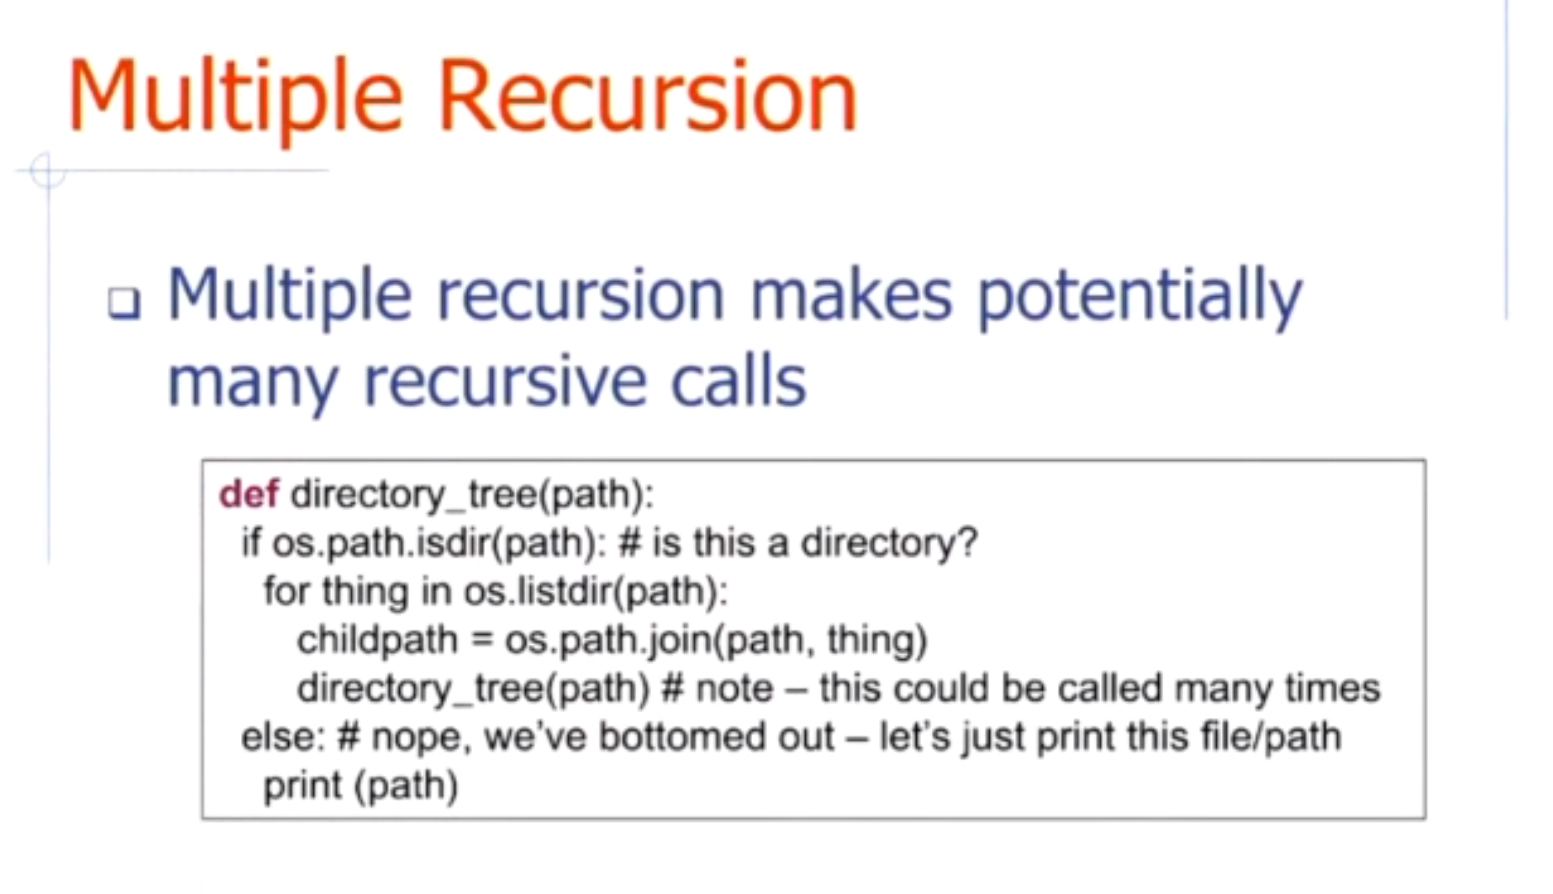 Multiple Recursion
Multiple recursion makes potentially
many recursive calls
def directory_tree(path):
if os.path.isdir(path): # is this a directory?
for thing in os.listdir(path):
childpath = os.path.join(path, thing)
directory_tree(path) # note – this could be called many times
else: # nope, we’ve bottomed out – let’s just print this file/path
print (path)